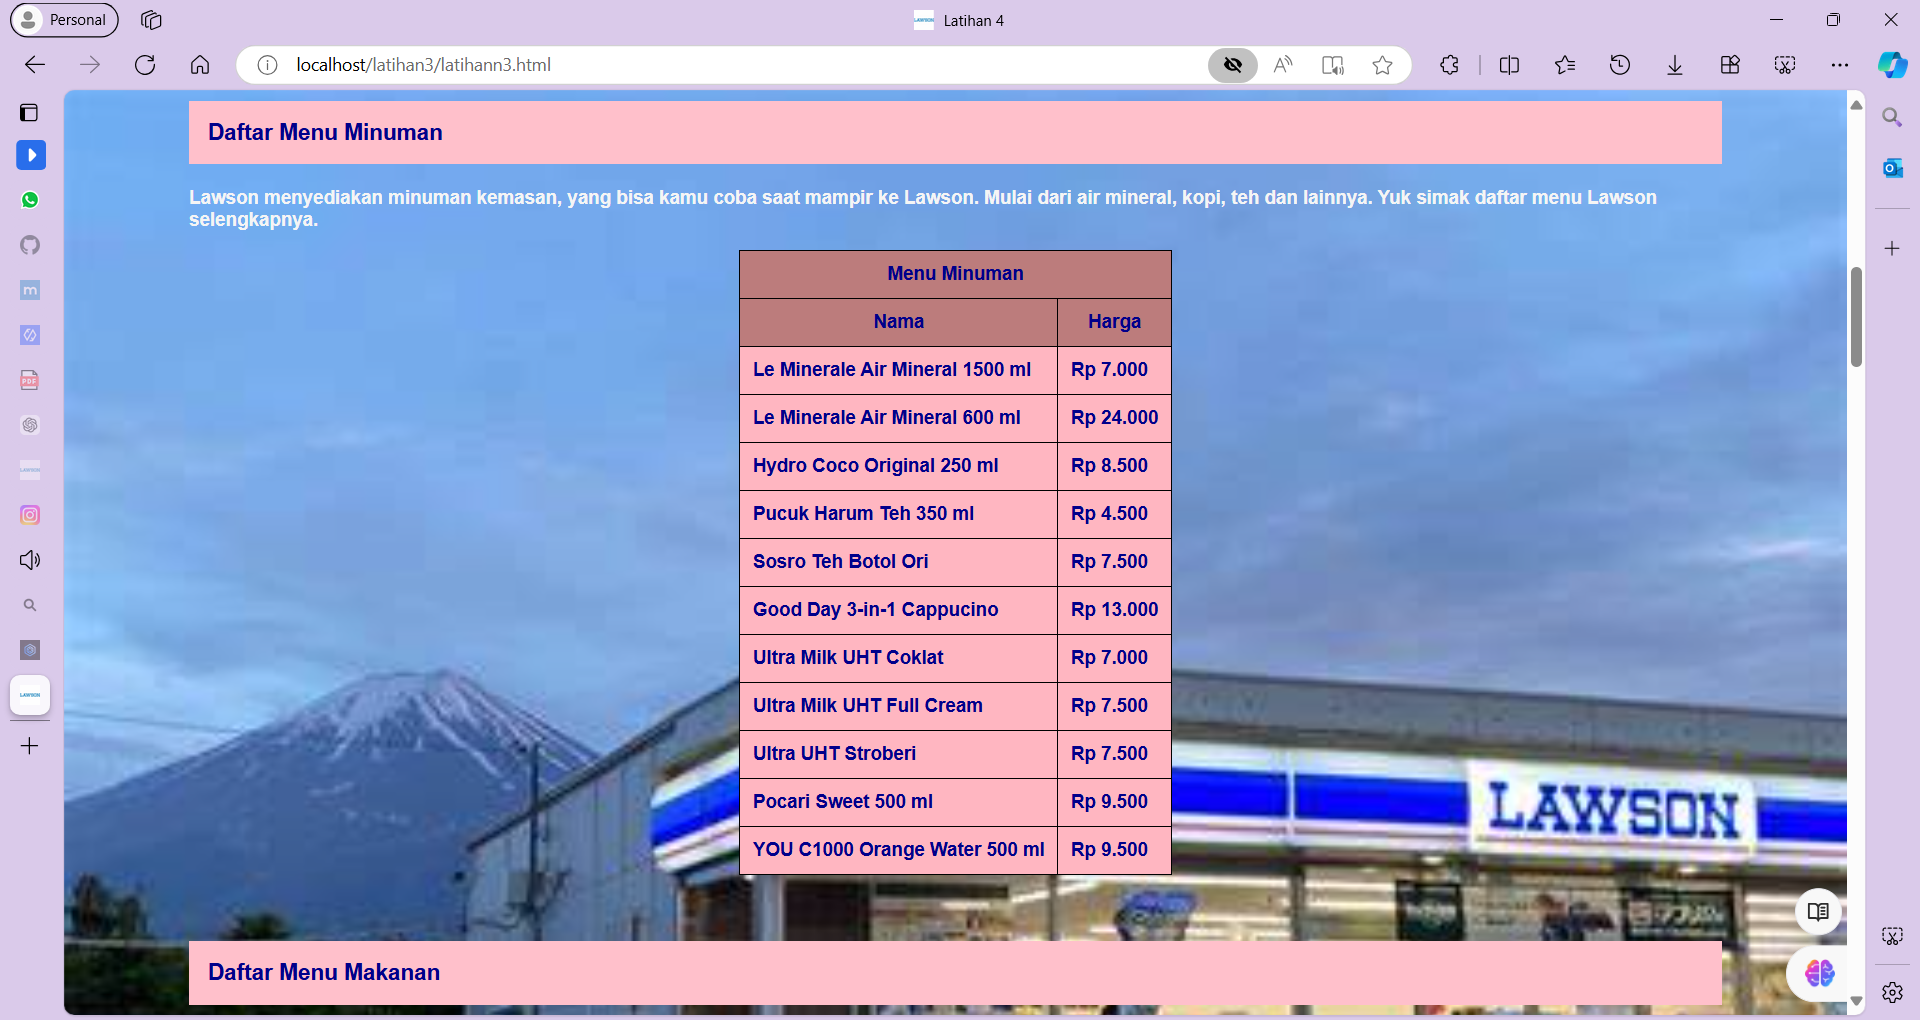 Personal
Latihan 4
localhost/latihan3/latihann3.html
Daftar Menu Minuman
Lawson menyediakan minuman kemasan, yang bisa kamu coba saat mampir ke Lawson. Mulai dari air mineral, kopi, teh dan lainnya. Yuk simak daftar menu Lawson
selengkapnya.
Menu Minuman
Nama Harga
Le Minerale Air Mineral 1500 ml Rp 7.000
Le Minerale Air Mineral 600 ml Rp 24.000
Hydro Coco Original 250 ml Rp 8.500
Pucuk Harum Teh 350 ml Rp 4.500
Sosro Teh Botol Ori Rp 7.500
Good Day 3-in-1 Cappucino Rp 13.000
Ultra Milk UHT Coklat Rp 7.000
Ultra Milk UHT Full Cream Rp 7.500
Ultra UHT Stroberi Rp 7.500
Pocari Sweet 500 ml Rp 9.500
YOU C1000 Orange Water 500 ml Rp 9.500
LAWSON
Daftar Menu Makanan